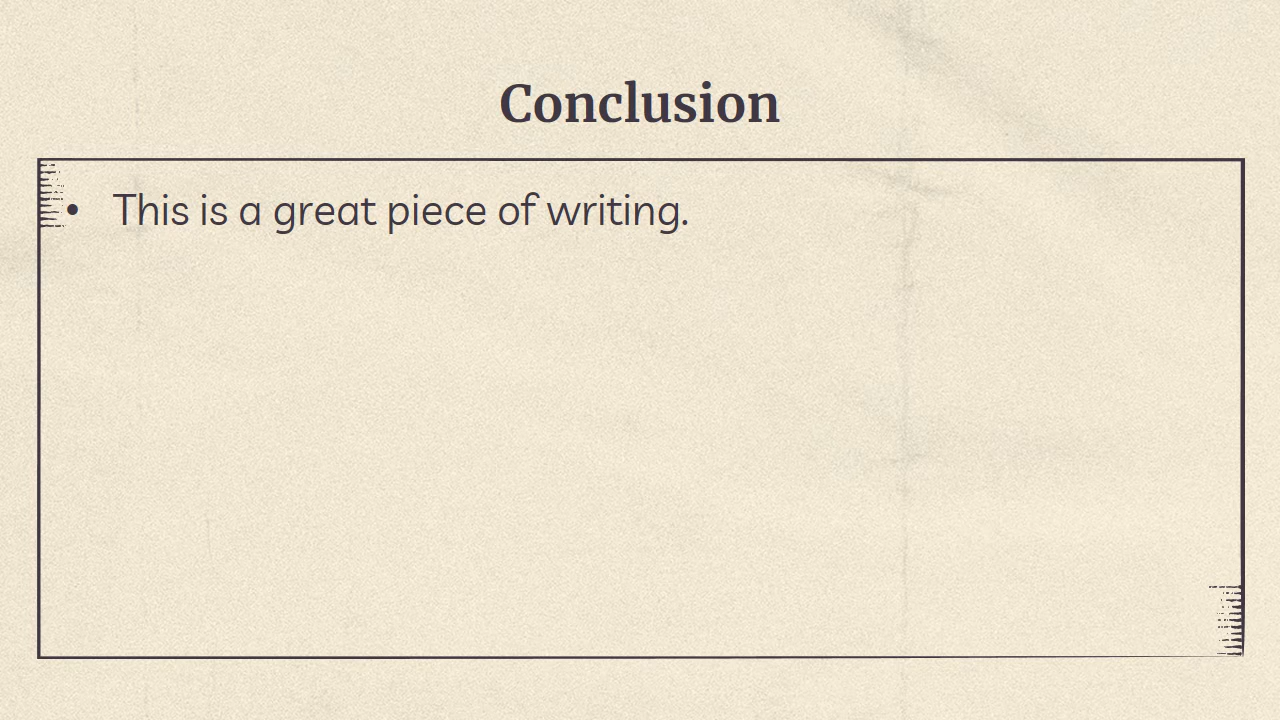 Conclusion
• This is a great piece of writing.